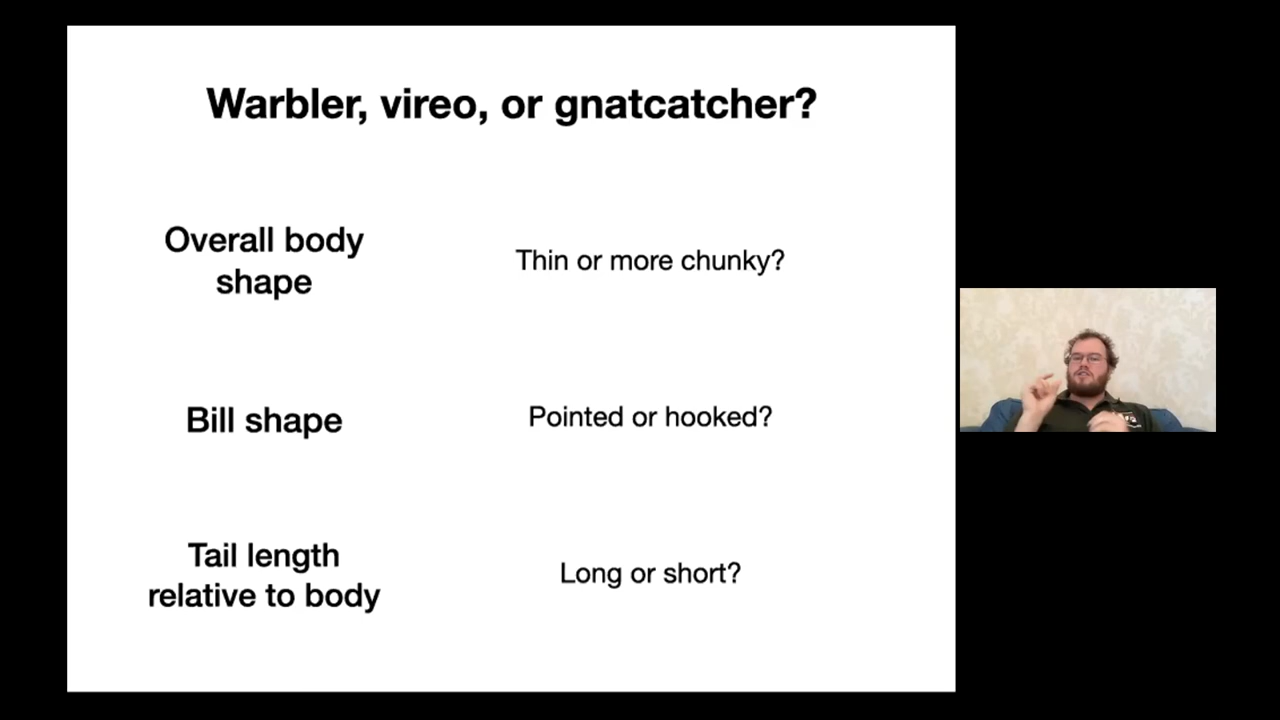 Warbler, vireo, or gnatcatcher?
Overall body
shape
Thin or more chunky?
Bill shape
Pointed or hooked?
Tail length
relative to body
Long or short?